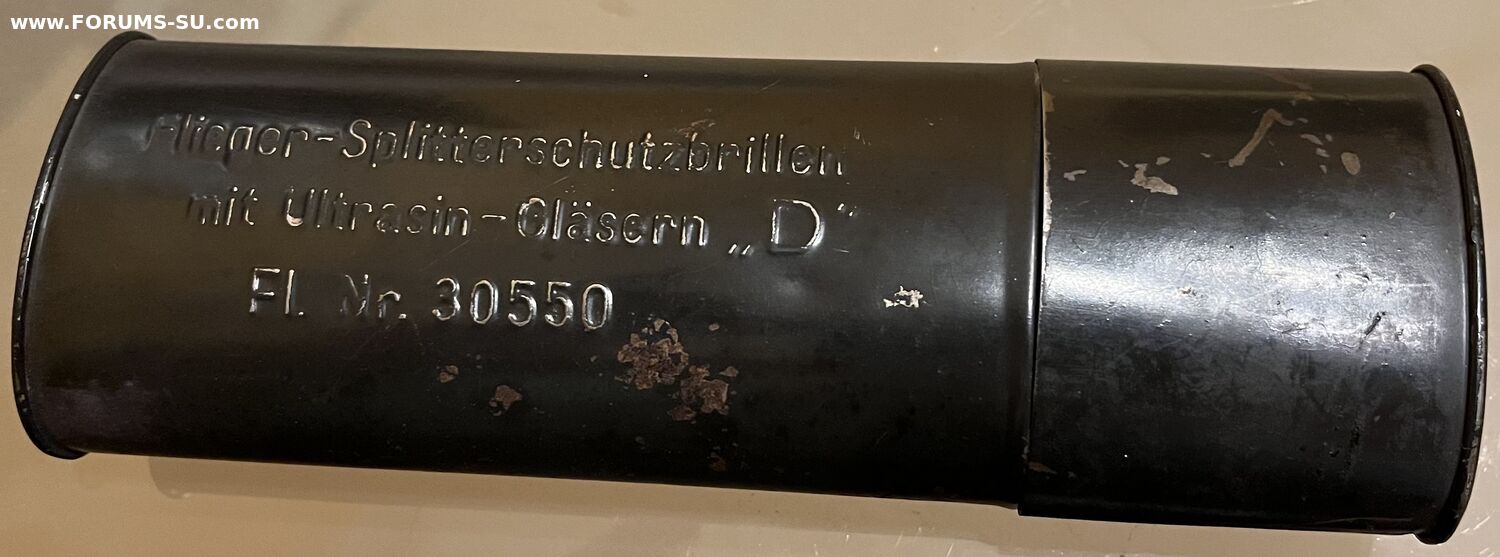 www.FORUMS-SU.com
Flieger-Splitterschutzbrillen
mit Ultrasin-Gläsern „D“
Fl. Nr. 30550